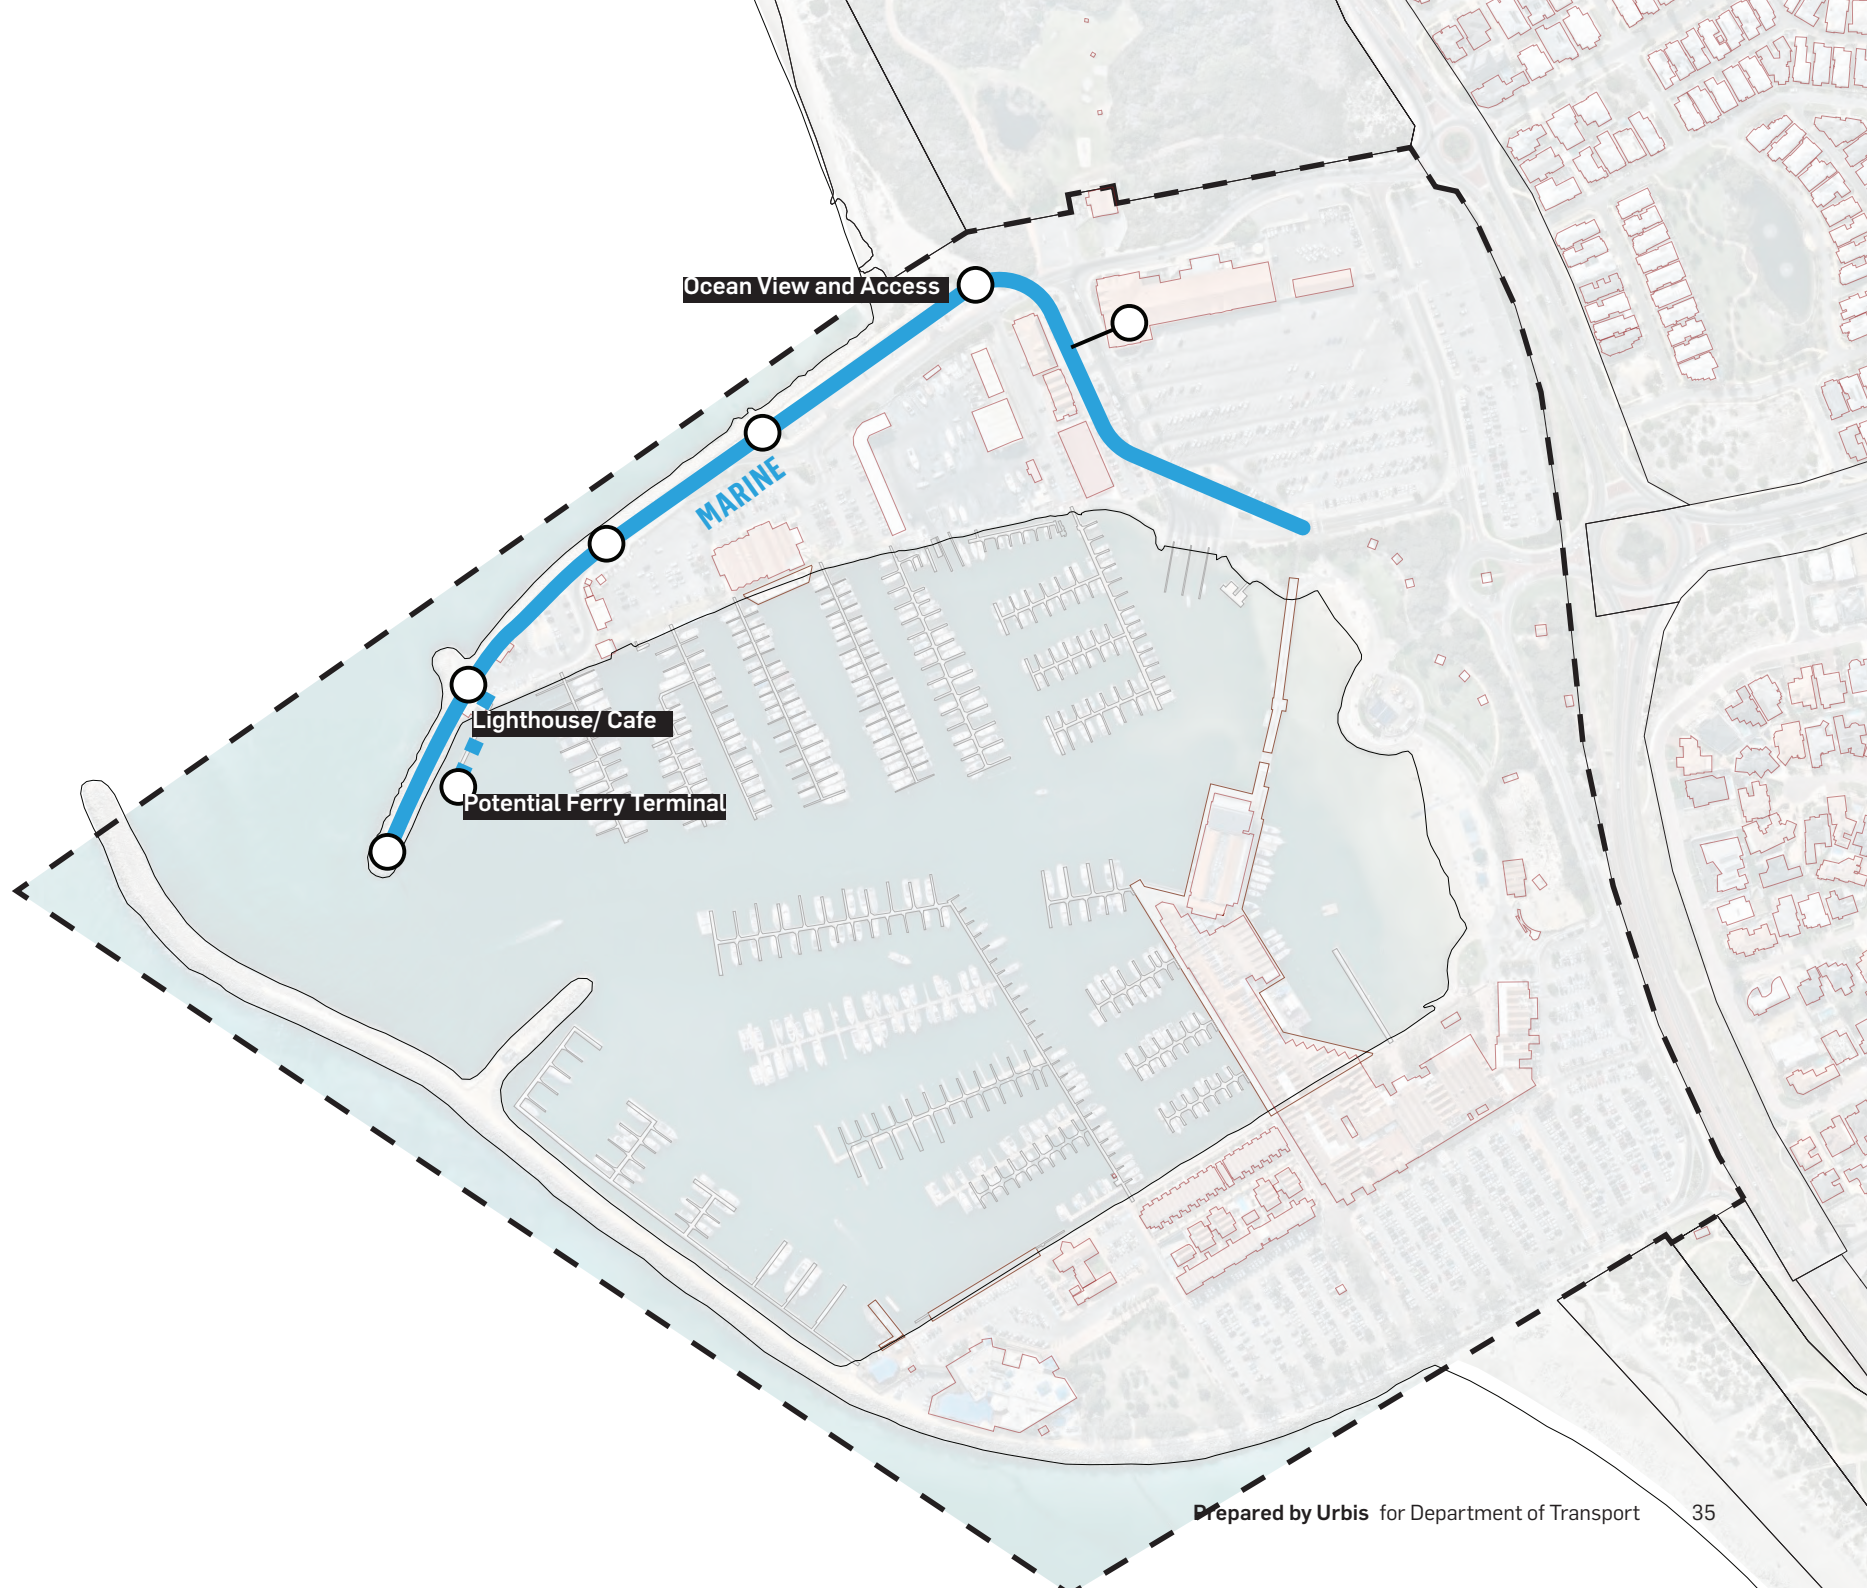 Ocean View and Access
MARINE
Lighthouse/ Cafe
Potential Ferry Terminal
Prepared by Urbis for Department of Transport 35